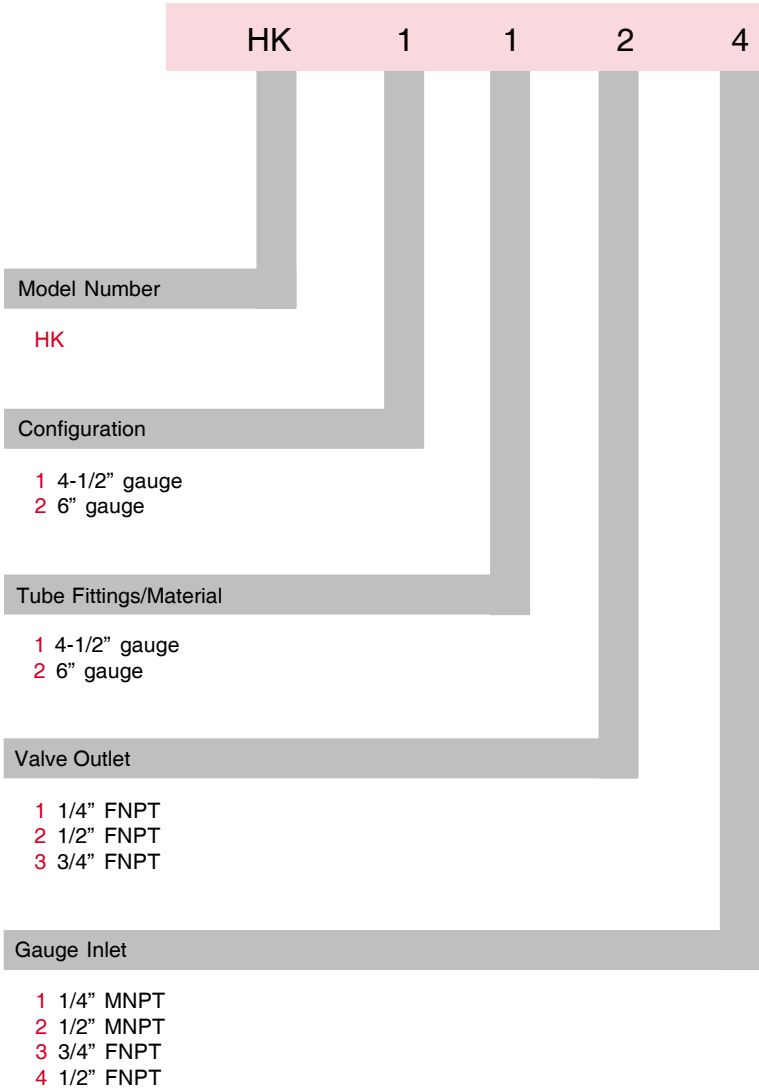 HK 1 1 2 4
Model Number
HK
Configuration
1 4-1/2” gauge
2 6” gauge
Tube Fittings/Material
1 4-1/2” gauge
2 6” gauge
Valve Outlet
1 1/4” FNPT
2 1/2” FNPT
3 3/4” FNPT
Gauge Inlet
1 1/4” MNPT
2 1/2” MNPT
3 3/4” FNPT
4 1/2” FNPT